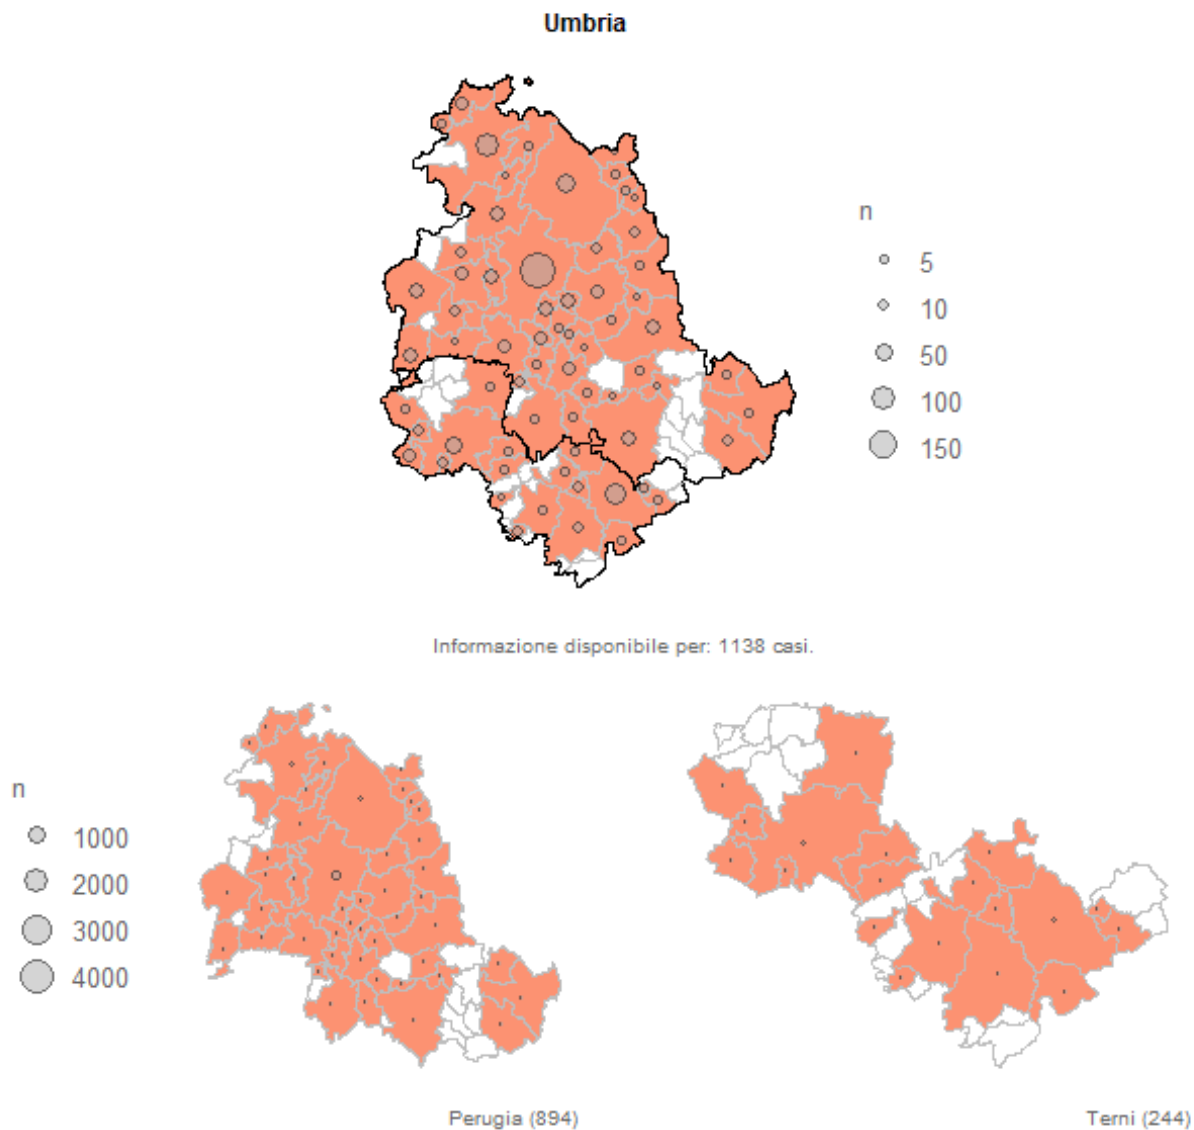 Umbria
n
5
10
50
100
150
Informazione disponibile per: 1138 casi.
n
1000
2000
3000
4000
Perugia (894)
Terni (244)